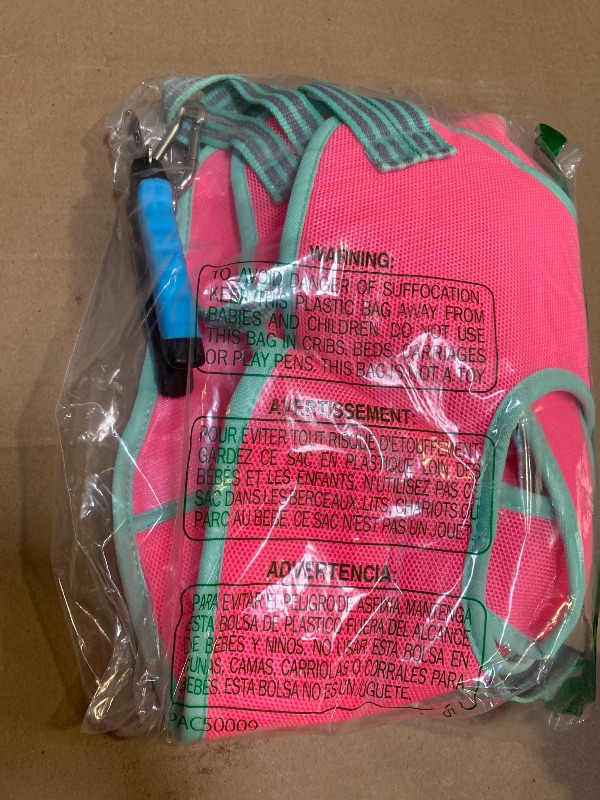 WARNING:
TO AVOID DANGER OF SUFFOCATION,
KEEP THIS PLASTIC BAG AWAY FROM
BABIES AND CHILDREN. DO NOT USE
THIS BAG IN CRIBS, BEDS, CARRIAGES
OR PLAY PENS. THIS BAG IS NOT A TOY
AVERTISSEMENT:
POUR EVITER TOUT RISQUE D'ETOUFFEMENT,
GARDEZ CE SAC EN PLASTIQUE LOIN DES
BÉBÉS ET LES ENFANTS. N'UTILISEZ PAS CE
SAC DANS LES BERCEAUX, LITS, CHARIOTS OU
PARC AU BEBE. CE SAC N'EST PAS UN JOUET.
ADVERTENCIA:
PARA EVITAR EL PELIGRO DE ASFIXIA, MANTENGA
ESTA BOLSA DE PLASTICO FUERA DEL ALCANCE
DE BEBES Y NIÑOS. NO USAR ESTA BOLSA EN
CUNAS, CAMAS, CARRIOLAS O CORRALES PARA
BEBES. ESTA BOLSA NO ES UN JUGUETE.
PAC50009